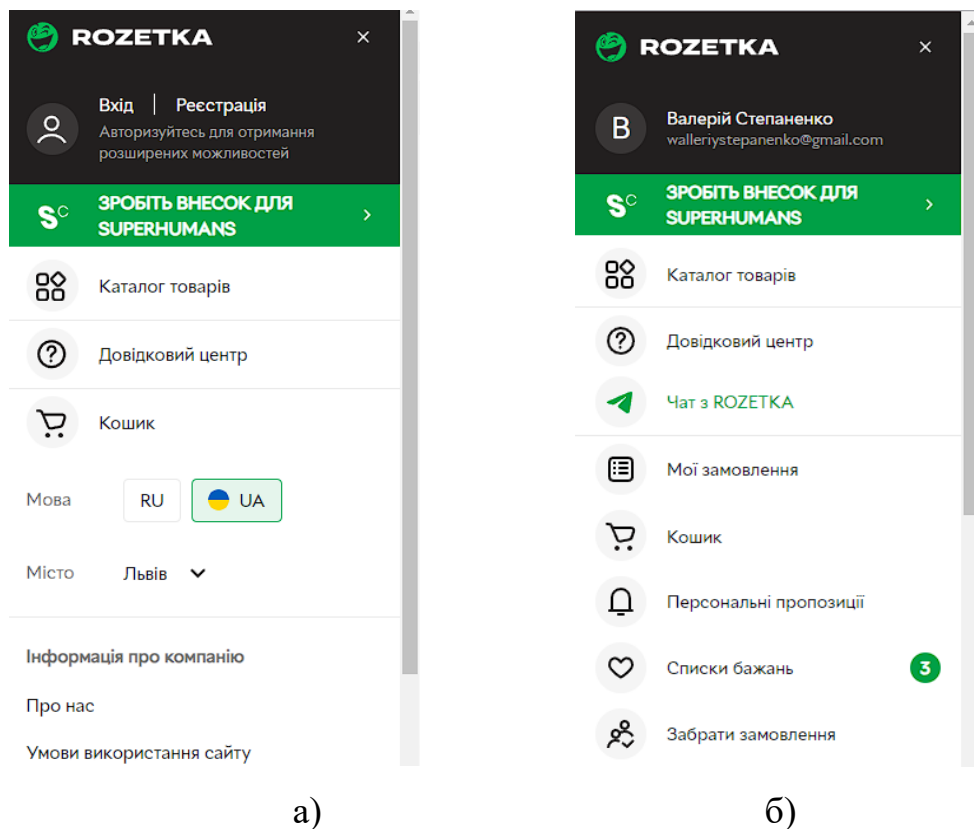 ROZETKA
Вхід | Реєстрація
Авторизуйтесь для отримання
розширених можливостей
SC
ЗРОБІТЬ ВНЕСОК ДЛЯ
SUPERHUMANS
Каталог товарів
Довідковий центр
Кошик
Мова RU UA
Місто Львів
Інформація про компанію
Про нас
Умови використання сайту
а)
ROZETKA
В
Валерій Степаненко
walleriystepanenko@gmail.com
SC
ЗРОБІТЬ ВНЕСОК ДЛЯ
SUPERHUMANS
Каталог товарів
Довідковий центр
Чат з ROZETKA
Мої замовлення
Кошик
Персональні пропозиції
Списки бажань 3
Забрати замовлення
б)